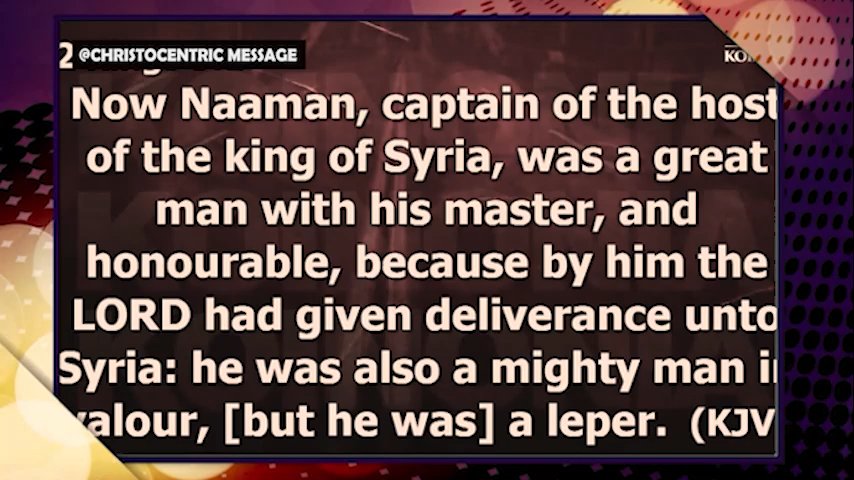 2
@CHRISTOCENTRIC MESSAGE
Now Naaman, captain of the host
of the king of Syria, was a great
man with his master, and
honourable, because by him the
LORD had given deliverance unto
Syria: he was also a mighty man i
valour, [but he was] a leper. (KJV